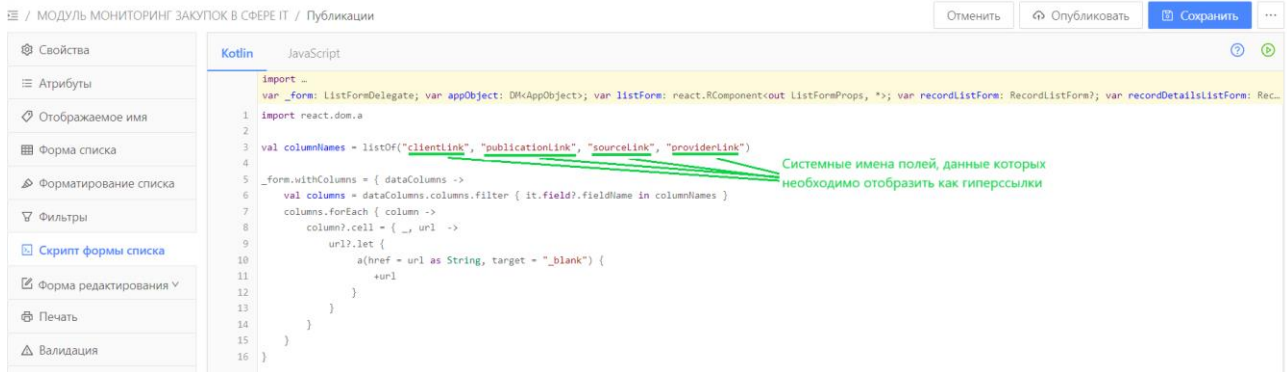 / МОДУЛЬ МОНИТОРИНГ ЗАКУПОК В СФЕРЕ IT / Публикации
Отменить
Опубликовать
Сохранить
...
Свойства
Атрибуты
Отображаемое имя
Форма списка
Форматирование списка
Фильтры
Скрипт формы списка
Форма редактирования
Печать
Валидация
Kotlin
JavaScript
import …
var _form: ListFormDelegate; var appObject: DM<AppObject>; var listForm: react.RComponent<out ListFormProps, *>; var recordListForm: RecordListForm?; var recordDetailsListForm: Rec…
1 import react.dom.a
2
3 val columnNames = listOf("clientLink", "publicationLink", "sourceLink", "providerLink")
4
5 _form.withColumns = { dataColumns ->
6 val columns = dataColumns.columns.filter { it.field?.fieldName in columnNames }
7 columns.forEach { column ->
8 column?.cell = { _, url ->
9 url?.let {
10 a(href = url as String, target = "_blank") {
11 +url
12 }
13 }
14 }
15 }
16 }
Системные имена полей, данные которых
необходимо отобразить как гиперссылки